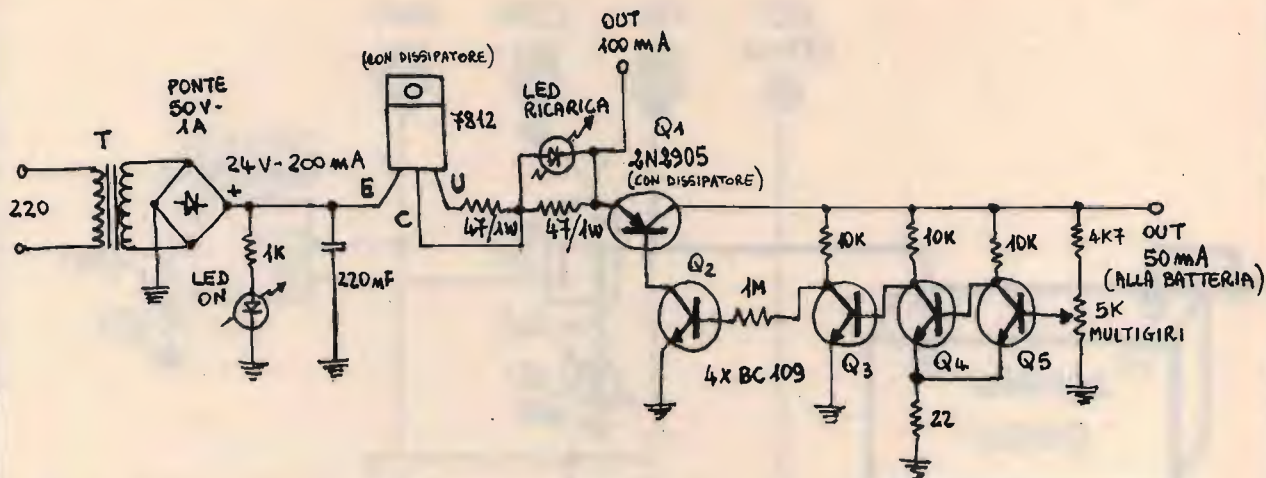 T
220
PONTE
50V-
1A
24V-200mA
+
1K
LED
ON
220mF
(CON DISSIPATORE)
7812
E
C
U
47/1W
47/1W
LED
RICARICA
OUT
100mA
Q1
2N2905
(CON DISSIPATORE)
Q2
1M
4X BC109
10K
10K
10K
Q3
Q4
Q5
22
4K7
5K
MULTIGIRI
OUT
50mA
(ALLA BATTERIA)